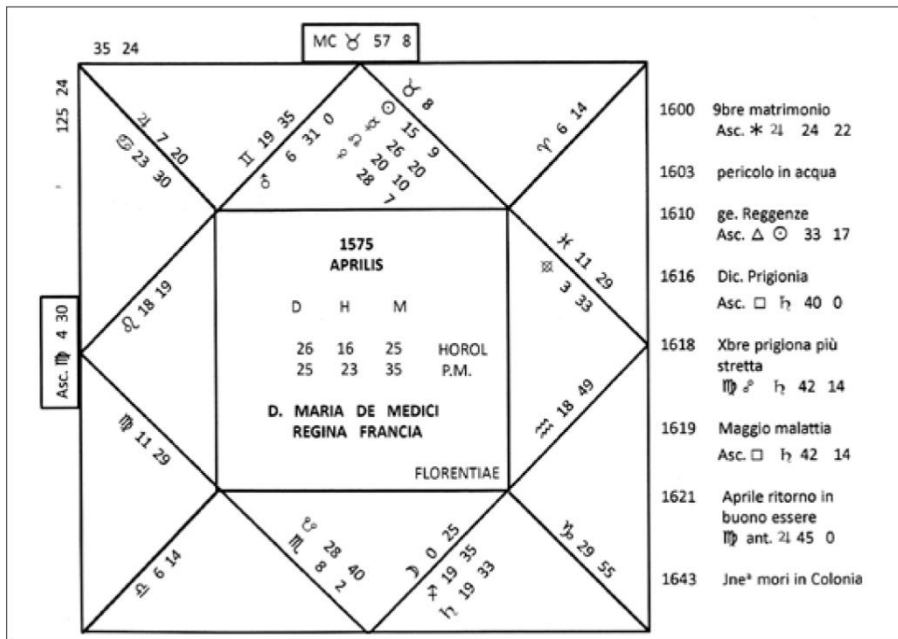 35 24
MC ♉ 57 8
125 24
♃ 7 20
♋ 23 30
♊ 19 35
♂ 6 31 0
♉ 8
☉ 15 9
☿ 26 20
☊ 20 10
♀ 28 7
♈ 6 14
♓ 11 29
3 33
♌ 18 19
Asc. ♍ 4 30
♒ 18 49
♍ 11 29
♎ 6 14
☋ 28 40
♏ 8 2
☽ 0 25
♐ 19 35
♄ 19 33
♑ 29 55
1575
APRILIS
D H M
26 16 25 HOROL
25 23 35 P.M.
D. MARIA DE MEDICI
REGINA FRANCIA
FLORENTIAE
1600 9bre matrimonio
Asc. ⚹ ♃ 24 22
1603 pericolo in acqua
1610 ge. Reggenze
Asc. △ ☉ 33 17
1616 Dic. Prigionia
Asc. □ ♄ 40 0
1618 Xbre prigiona più
stretta
♍ ☍ ♄ 42 14
1619 Maggio malattia
Asc. □ ♄ 42 14
1621 Aprile ritorno in
buono essere
♍ ant. ♃ 45 0
1643 Jneª mori in Colonia